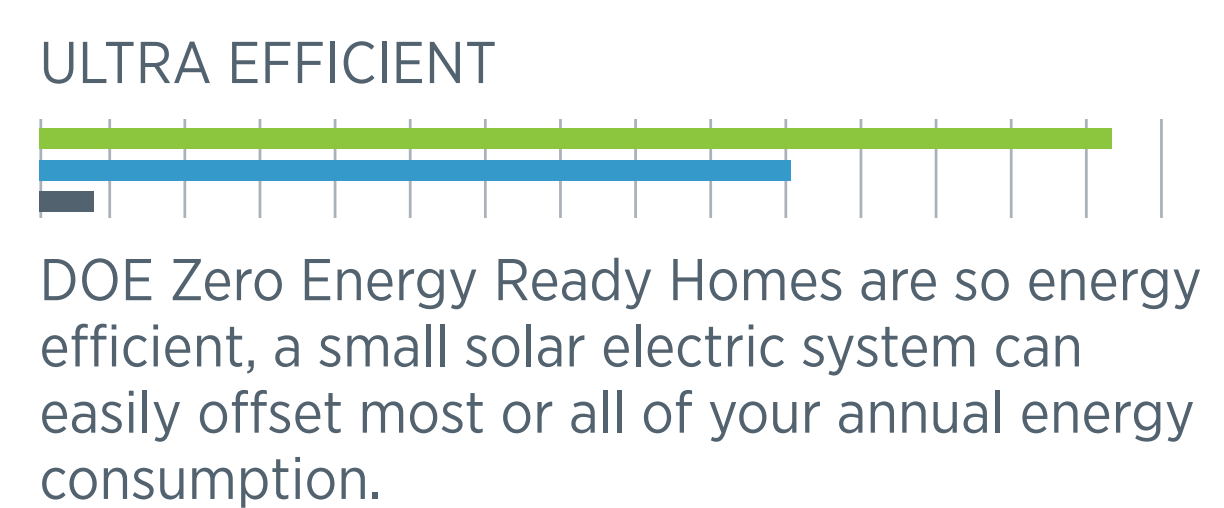 ULTRA EFFICIENT
DOE Zero Energy Ready Homes are so energy
efficient, a small solar electric system can
easily offset most or all of your annual energy
consumption.